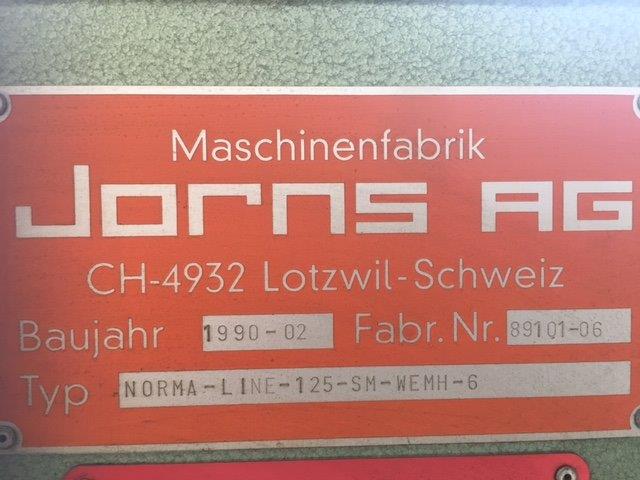 Maschinenfabrik
Jorns AG
CH-4932 Lotzwil-Schweiz
Baujahr 1990-02 Fabr. Nr. 89101-06
Typ NORMA-LINE-125-SM-WEMH-6